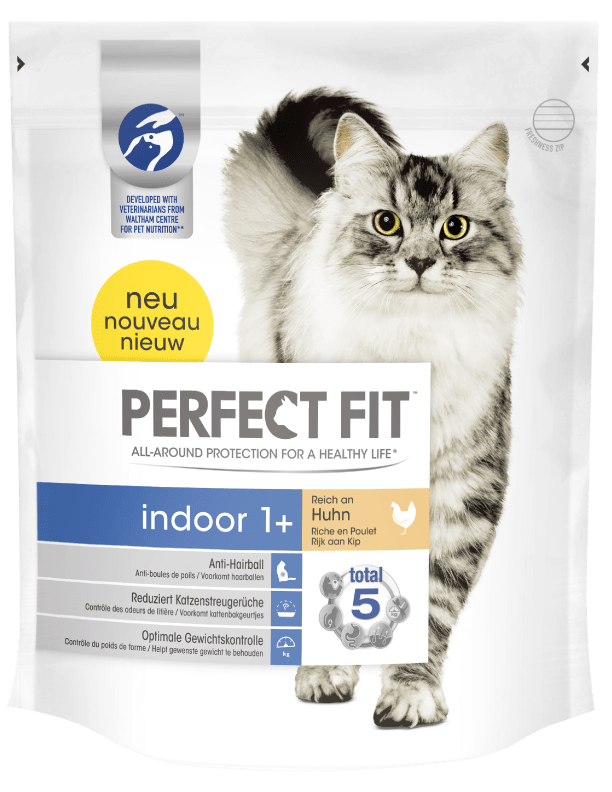 DEVELOPED WITH
VETERINARIANS FROM
WALTHAM CENTRE
FOR PET NUTRITION**
FRESHNESS ZIP
neu
nouveau
nieuw
PERFECT FIT™
ALL-AROUND PROTECTION FOR A HEALTHY LIFE*
indoor 1+
Reich an
Huhn
Riche en Poulet
Rijk aan Kip
Anti-Hairball
Anti-boules de poils / Voorkomt haarballen
Reduziert Katzenstreugerüche
Contrôle des odeurs de litière / Voorkomt kattenbakgeurtjes
Optimale Gewichtskontrolle
Contrôle du poids de forme / Helpt gewenste gewicht te behouden
kg
total
5